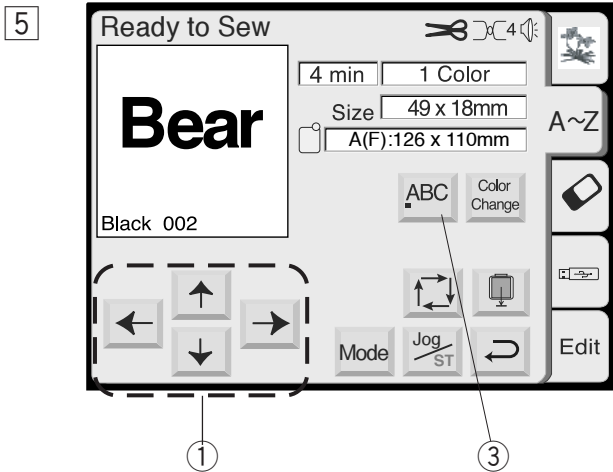 5
Ready to Sew
4
4 min
1 Color
Size
49 x 18mm
A(F):126 x 110mm
Bear
Black 002
ABC
Color
Change
Mode
Jog
ST
A~Z
Edit
1
3